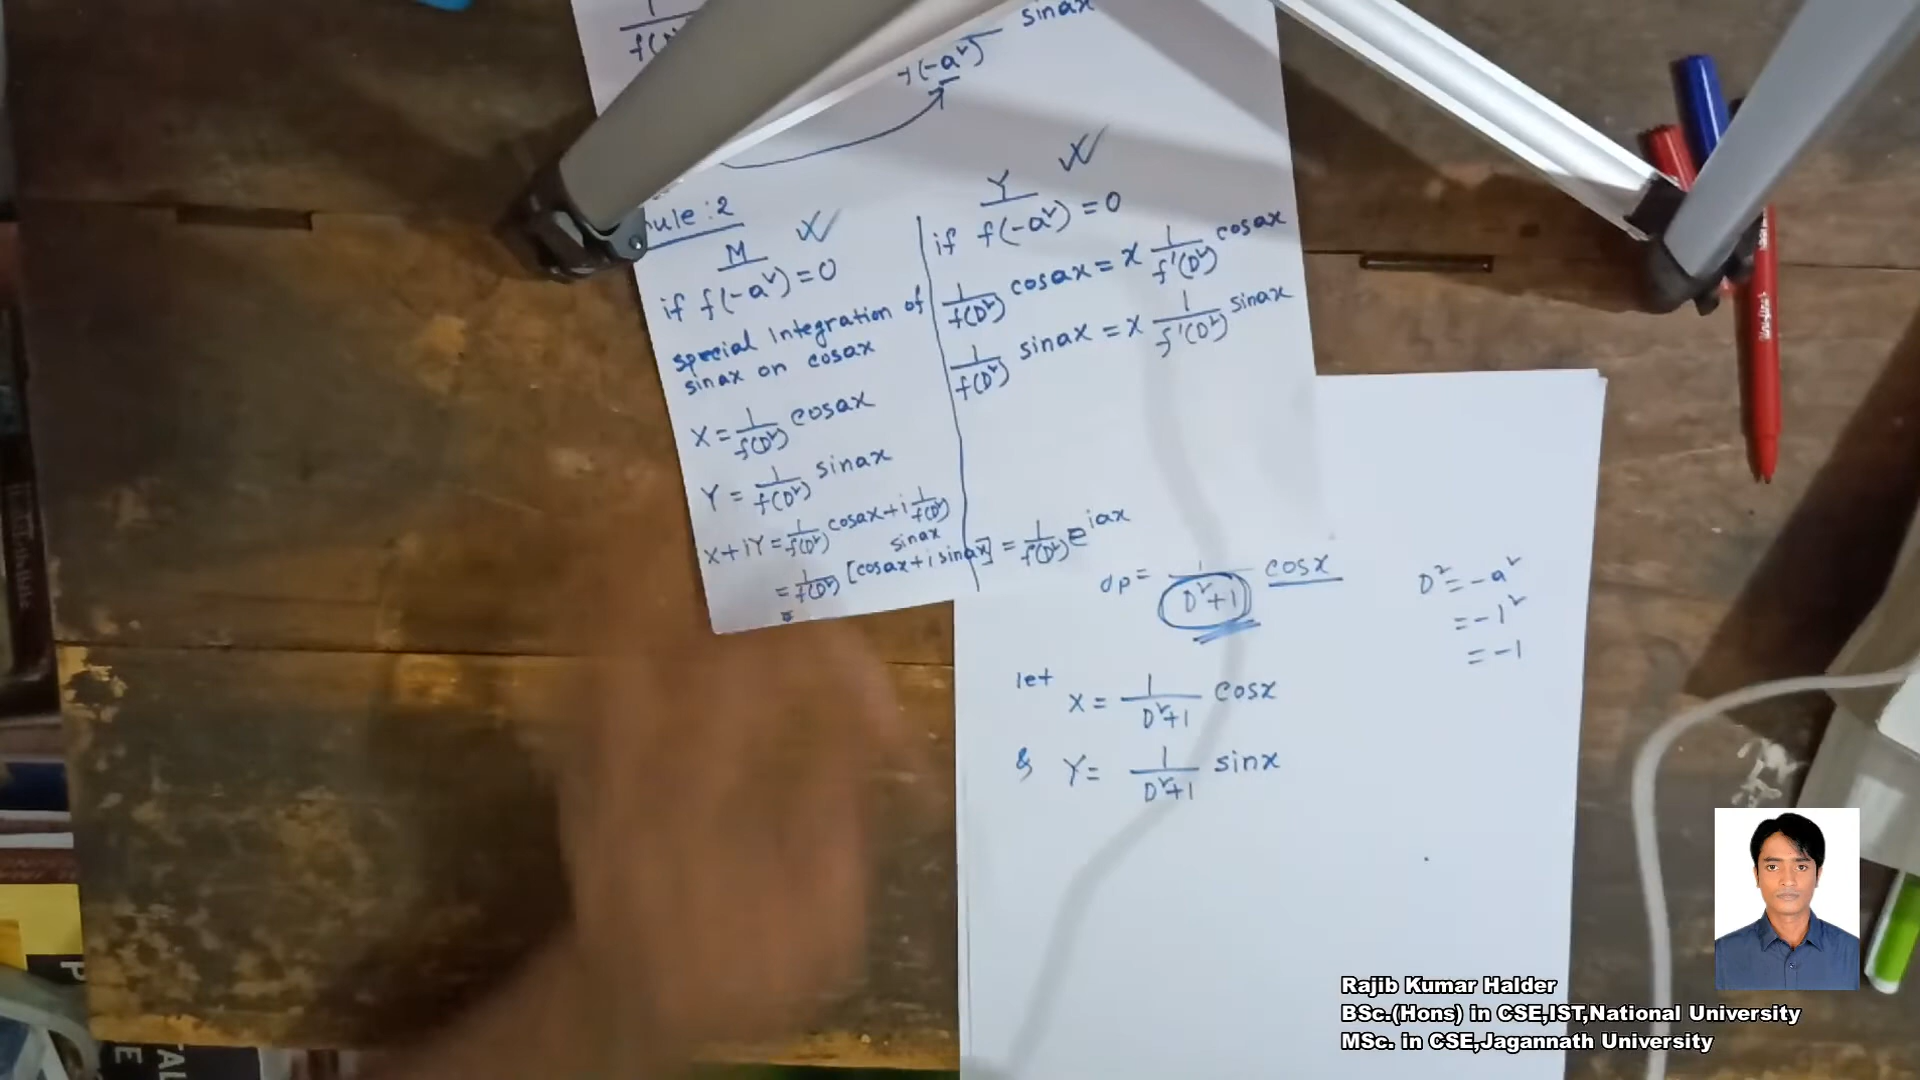 sinax
f(-a²)
rule:2
M
if f(-a²)=0
special Integration of
sinax on cosax
X = 1/f(D²) cosax
Y = 1/f(D²) sinax
X+iY = 1/f(D²) cosax + i 1/f(D²) sinax
= 1/f(D²) [cosax+i sinax] = 1/f(D²) e^iax
Y
if f(-a²) = 0
1/f(D²) cosax = x 1/f'(D²) cosax
1/f(D²) sinax = x 1/f'(D²) sinax
dp = 1/D²+1 cosx
D² = -a²
= -1²
= -1
let
X = 1/D²+1 cosx
& Y = 1/D²+1 sinx
Rajib Kumar Halder
BSc.(Hons) in CSE,IST,National University
MSc. in CSE,Jagannath University